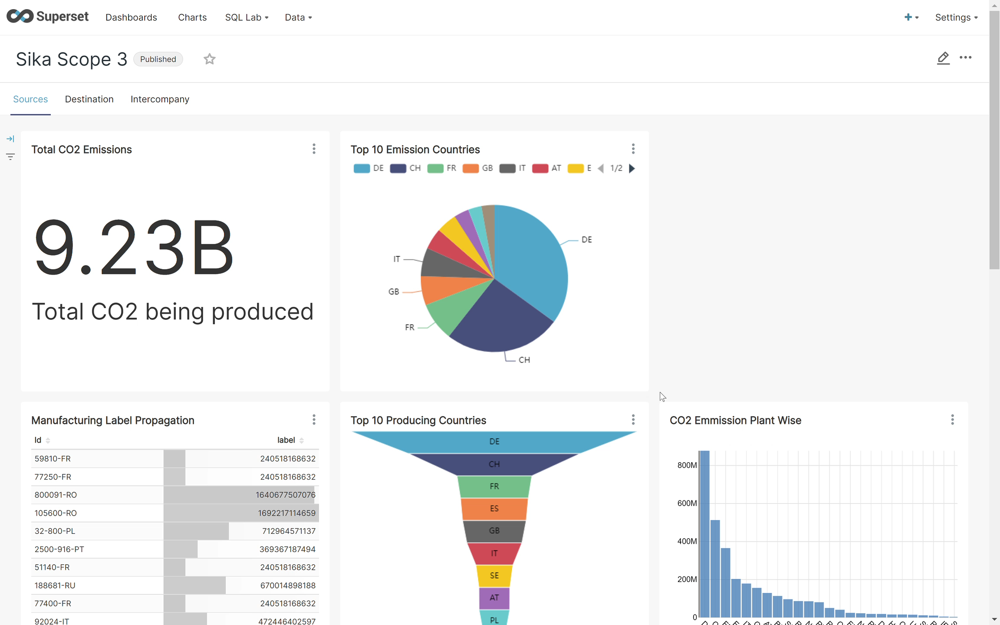 Superset Dashboards Charts SQL Lab Data + Settings
Sika Scope 3 Published
Sources Destination Intercompany
Total CO2 Emissions
9.23B
Total CO2 being produced
Top 10 Emission Countries
DE CH FR GB IT AT E 1/2
DE
IT
GB
FR
CH
Manufacturing Label Propagation
Id label
59810-FR 240518168632
77250-FR 240518168632
800091-RO 1640677507076
105600-RO 1692217114659
32-800-PL 712964571137
2500-916-PT 369367187494
51140-FR 240518168632
188681-RU 670014898188
77400-FR 240518168632
92024-IT 472446402597
Top 10 Producing Countries
DE
CH
FR
ES
GB
IT
SE
AT
PL
CO2 Emmission Plant Wise
800M
600M
400M
200M
0